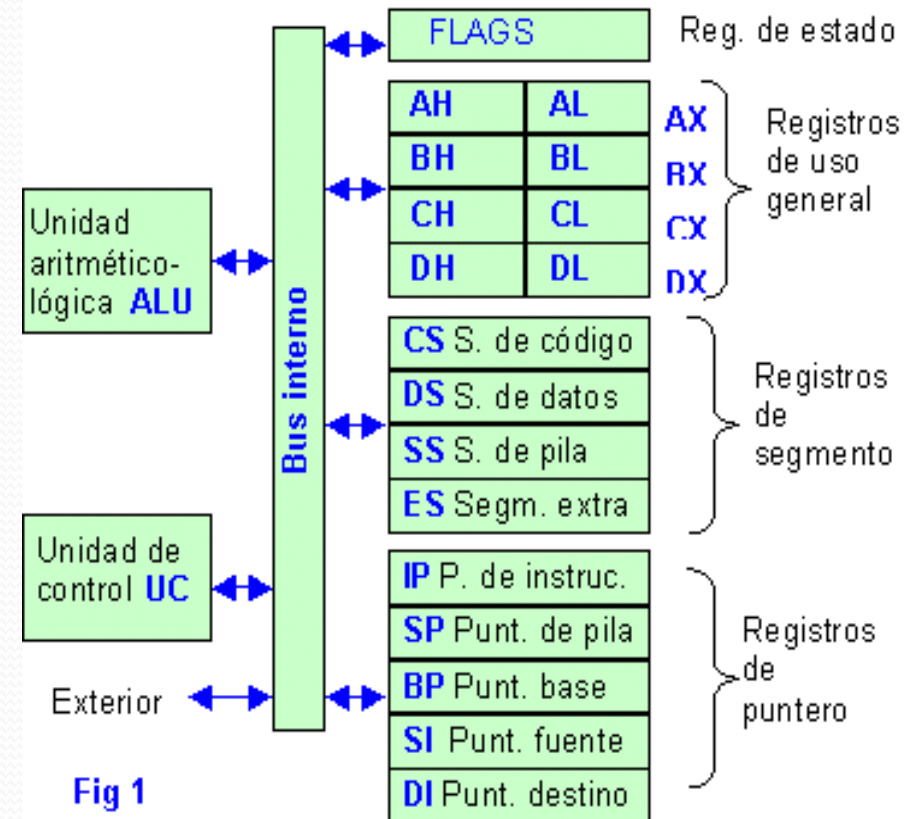 FLAGS
Reg. de estado
AH AL AX
BH BL BX
CH CL CX
DH DL DX
Registros
de uso
general
Unidad
aritmético-
lógica ALU
Bus interno
CS S. de código
DS S. de datos
SS S. de pila
ES Segm. extra
Registros
de
segmento
Unidad de
control UC
Exterior
IP P. de instruc.
SP Punt. de pila
BP Punt. base
SI Punt. fuente
DI Punt. destino
Registros
de
puntero
Fig 1